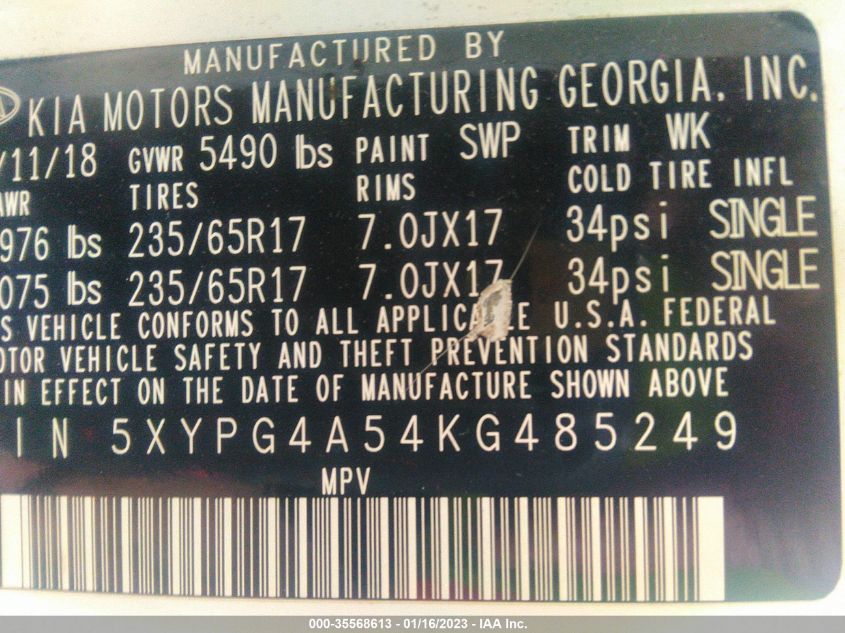 MANUFACTURED BY
KIA MOTORS MANUFACTURING GEORGIA, INC.
/11/18 GVWR 5490 lbs PAINT SWP TRIM WK
AWR TIRES RIMS COLD TIRE INFL
976 lbs 235/65R17 7.0JX17 34psi SINGLE
075 lbs 235/65R17 7.0JX17 34psi SINGLE
S VEHICLE CONFORMS TO ALL APPLICABLE U.S.A. FEDERAL
OTOR VEHICLE SAFETY AND THEFT PREVENTION STANDARDS
IN EFFECT ON THE DATE OF MANUFACTURE SHOWN ABOVE
IN 5XYPG4A54KG485249
MPV
000-35568613 - 01/16/2023 - IAA Inc.